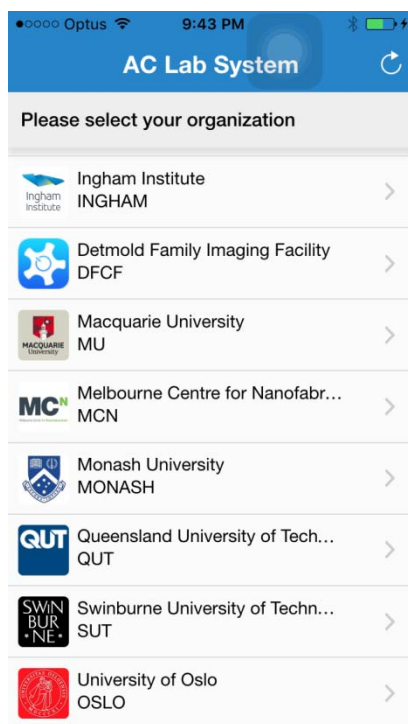 Optus 9:43 PM
AC Lab System
Please select your organization
Ingham Institute
Ingham Institute
INGHAM
Detmold Family Imaging Facility
DFCF
MACQUARIE University
Macquarie University
MU
MCN
Melbourne Centre for Nanofabr...
MCN
Monash University
MONASH
QUT
Queensland University of Tech...
QUT
SWIN
BUR
• NE •
Swinburne University of Techn...
SUT
University of Oslo
OSLO